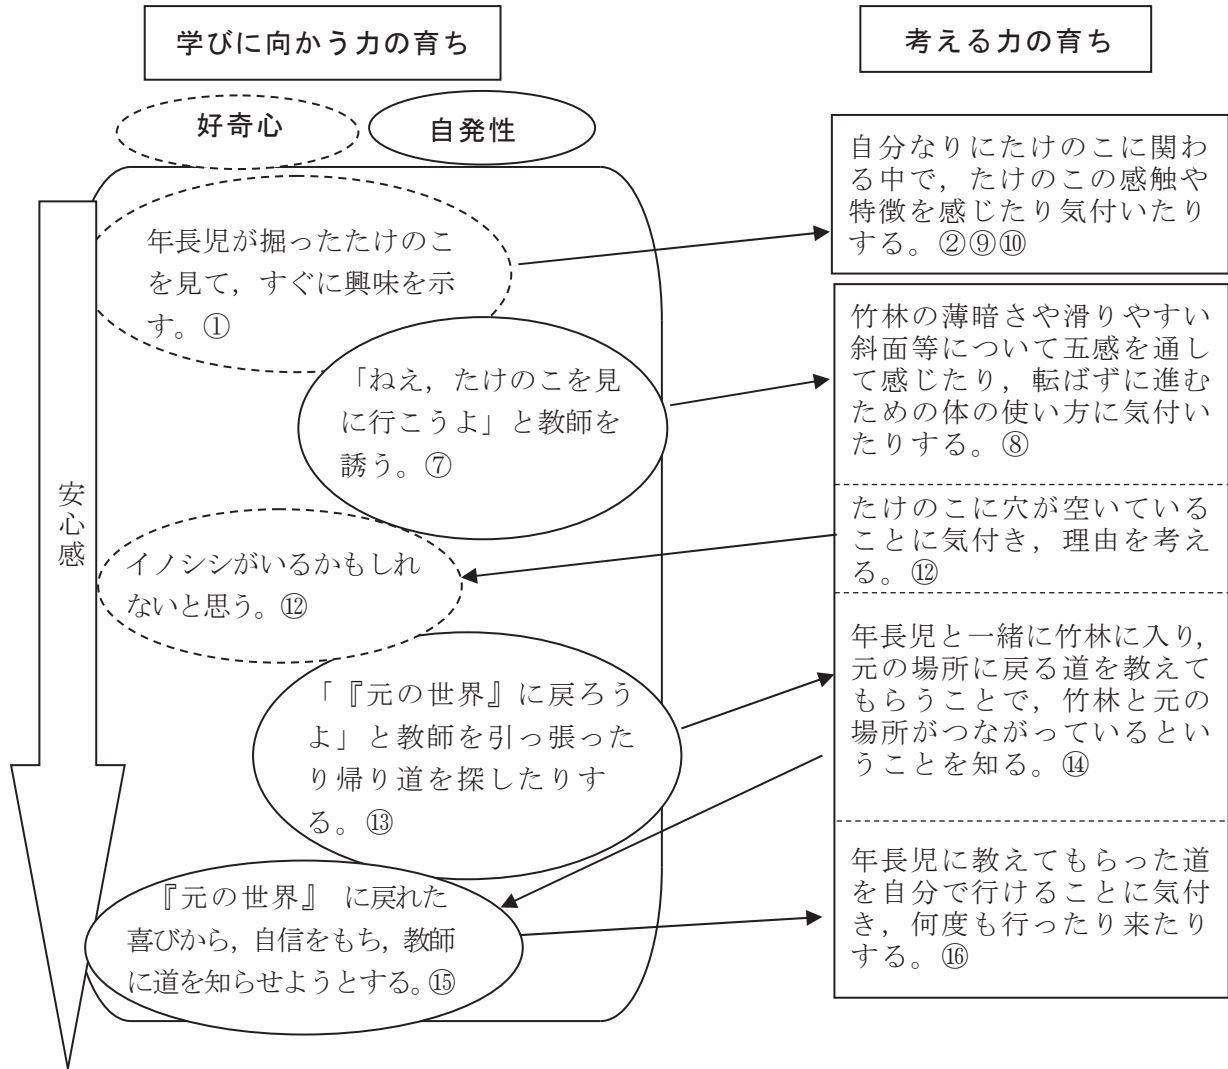 学びに向かう力の育ち
考える力の育ち
好奇心
自発性
安心感
年長児が掘ったたけのこ
を見て，すぐに興味を示
す。①
「ねえ，たけのこを見
に行こうよ」と教師を
誘う。⑦
イノシシがいるかもしれ
ないと思う。⑫
「『元の世界』に戻ろう
よ」と教師を引っ張った
り帰り道を探したりす
る。⑬
『元の世界』 に戻れた
喜びから，自信をもち，教師
に道を知らせようとする。⑮
自分なりにたけのこに関わ
る中で，たけのこの感触や
特徴を感じたり気付いたり
する。②⑨⑩
竹林の薄暗さや滑りやすい
斜面等について五感を通し
て感じたり，転ばずに進む
ための体の使い方に気付い
たりする。⑧
たけのこに穴が空いている
ことに気付き，理由を考え
る。⑫
年長児と一緒に竹林に入り，
元の場所に戻る道を教えて
もらうことで，竹林と元の
場所がつながっているとい
うことを知る。⑭
年長児に教えてもらった道
を自分で行けることに気付
き，何度も行ったり来たり
する。⑯